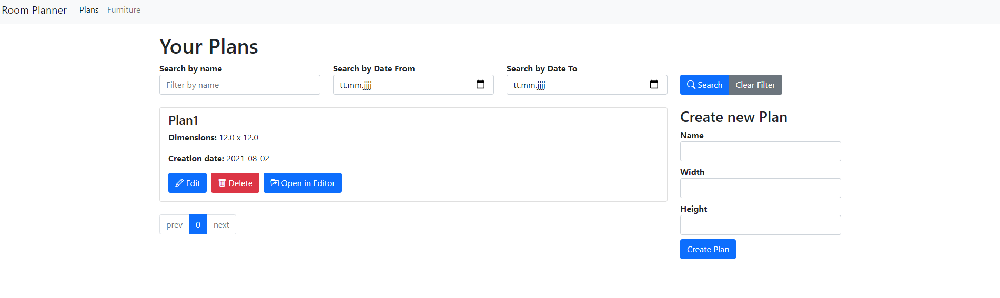 Room Planner Plans Furniture
Your Plans
Search by name Search by Date From Search by Date To
Filter by name tt.mm.jjjj tt.mm.jjjj Search Clear Filter
Plan1
Dimensions: 12.0 x 12.0
Creation date: 2021-08-02
Edit Delete Open in Editor
prev 0 next
Create new Plan
Name
Width
Height
Create Plan